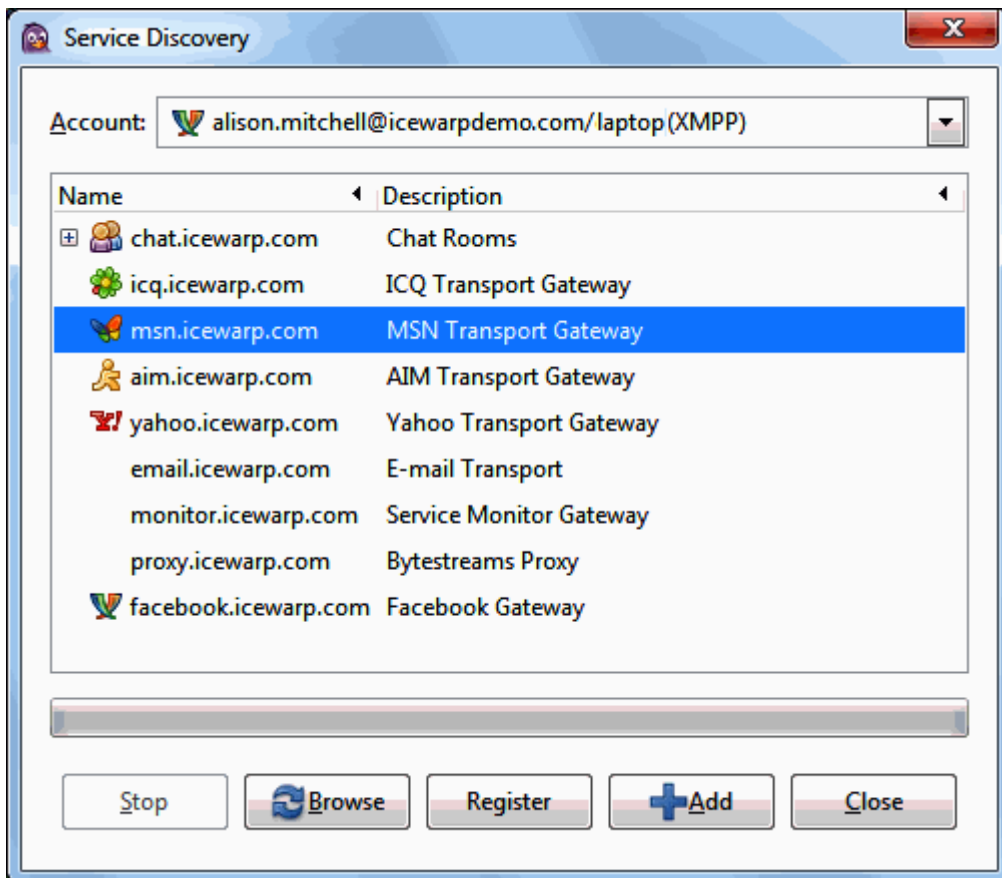 Service Discovery
Account: alison.mitchell@icewarpdemo.com/laptop(XMPP)
Name Description
chat.icewarp.com Chat Rooms
icq.icewarp.com ICQ Transport Gateway
msn.icewarp.com MSN Transport Gateway
aim.icewarp.com AIM Transport Gateway
yahoo.icewarp.com Yahoo Transport Gateway
email.icewarp.com E-mail Transport
monitor.icewarp.com Service Monitor Gateway
proxy.icewarp.com Bytestreams Proxy
facebook.icewarp.com Facebook Gateway
Stop Browse Register Add Close